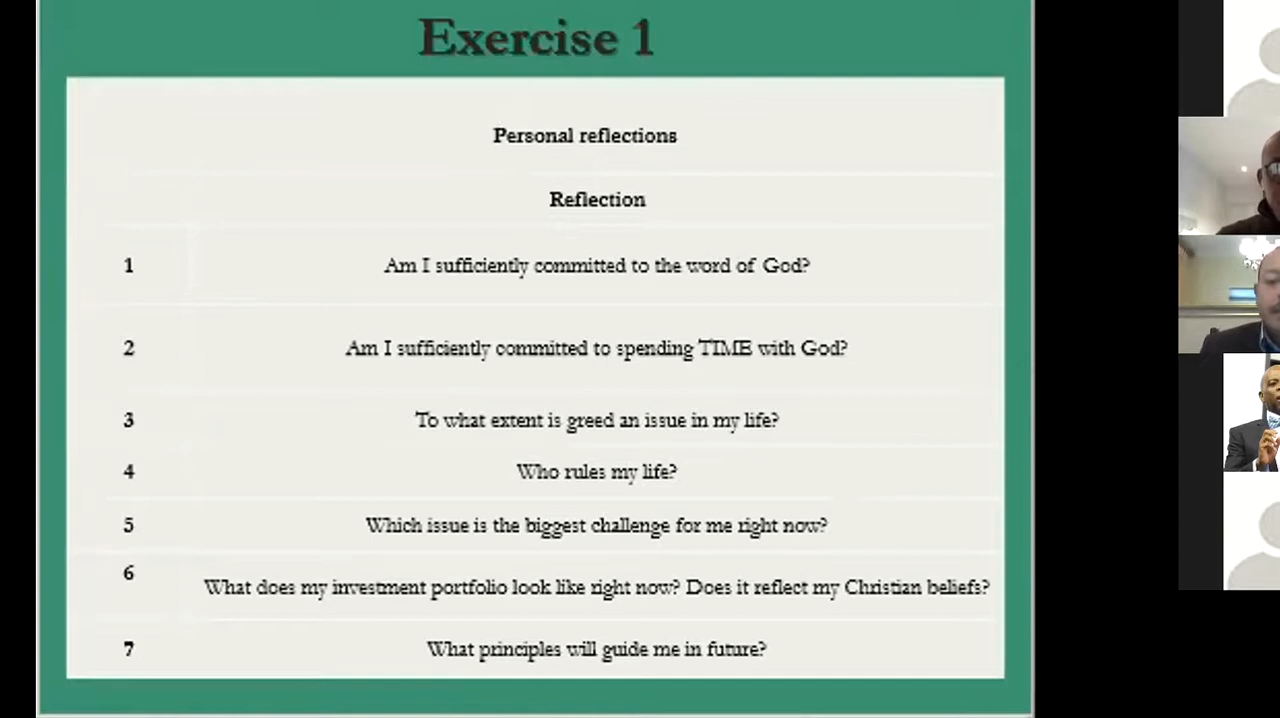 Exercise 1
Personal reflections
Reflection
1 Am I sufficiently committed to the word of God?
2 Am I sufficiently committed to spending TIME with God?
3 To what extent is greed an issue in my life?
4 Who rules my life?
5 Which issue is the biggest challenge for me right now?
6 What does my investment portfolio look like right now? Does it reflect my Christian beliefs?
7 What principles will guide me in future?